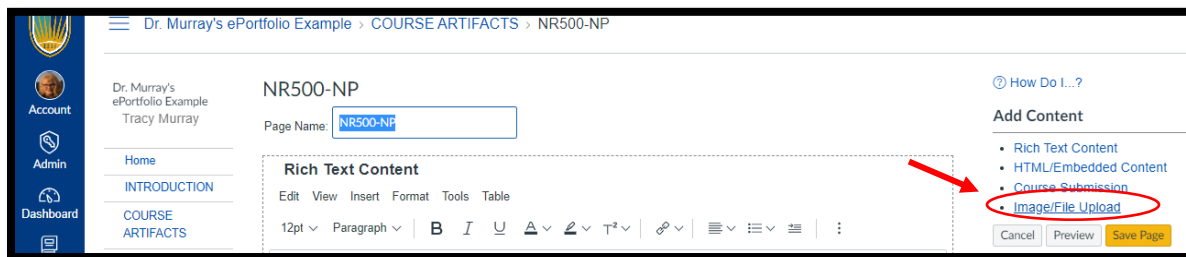 Dr. Murray's ePortfolio Example > COURSE ARTIFACTS > NR500-NP
Account
Admin
Dashboard
Dr. Murray's
ePortfolio Example
Tracy Murray
Home
INTRODUCTION
COURSE
ARTIFACTS
NR500-NP
Page Name: NR500-NP
Rich Text Content
Edit View Insert Format Tools Table
12pt Paragraph B I U A T²
How Do I...?
Add Content
Rich Text Content
HTML/Embedded Content
Course Submission
Image/File Upload
Cancel Preview Save Page